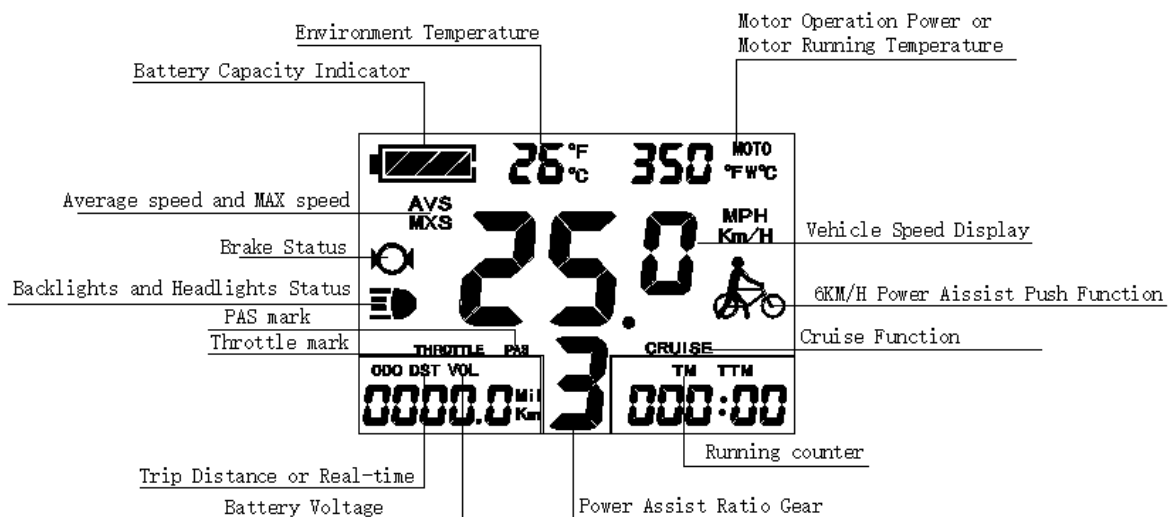 Motor Operation Power or
Motor Running Temperature
Environment Temperature
Battery Capacity Indicator
26 °F °C
350 MOTO °F W °C
Average speed and MAX speed
AVS
MXS
25.0
MPH
Km/H
Vehicle Speed Display
Brake Status
Backlights and Headlights Status
6KM/H Power Aissist Push Function
PAS mark
Throttle mark
THROTTLE PAS
CRUISE
Cruise Function
ODO DST VOL
0000.0 Mil Km
3
TM TTM
000:00
Running counter
Trip Distance or Real-time
Battery Voltage
Power Assist Ratio Gear